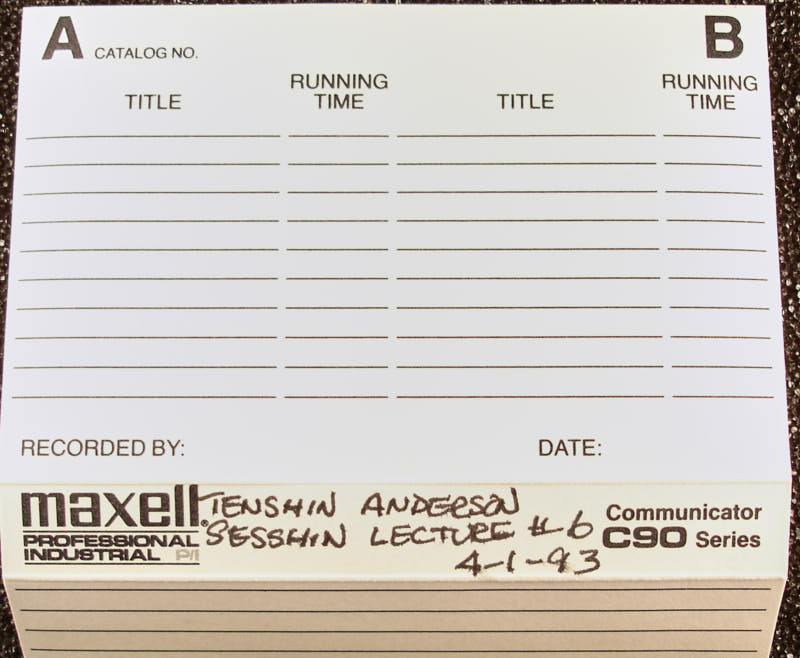 A CATALOG NO. B
TITLE RUNNING TIME TITLE RUNNING TIME
RECORDED BY: DATE:
maxell® TENSHIN ANDERSON Communicator
PROFESSIONAL SESSHIN LECTURE #6 C90 Series
INDUSTRIAL P/I 4-1-93